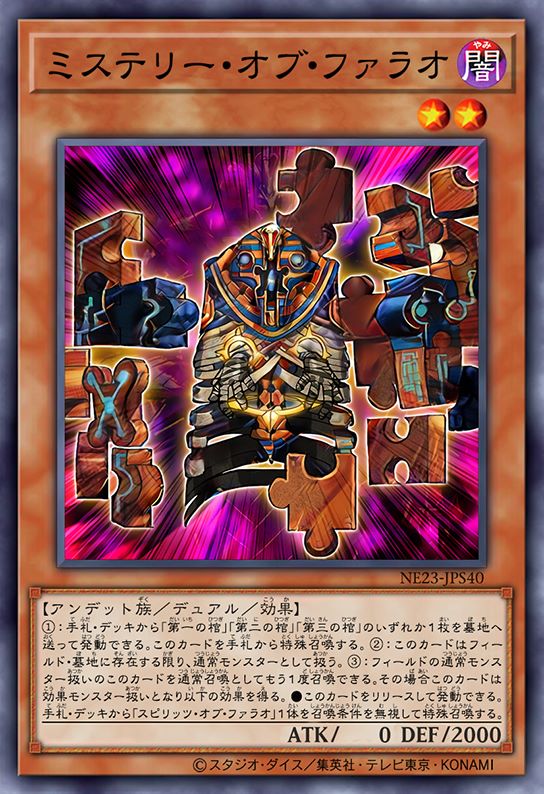 ミステリー・オブ・ファラオ
闇
NE23-JPS40
【アンデット族／デュアル／効果】
①：手札・デッキから「第一の棺」「第二の棺」「第三の棺」のいずれか1枚を墓地へ
送って発動できる。このカードを手札から特殊召喚する。②：このカードはフィー
ルド・墓地に存在する限り、通常モンスターとして扱う。③：フィールドの通常モンス
ター扱いのこのカードを通常召喚としてもう1度召喚できる。その場合このカードは
効果モンスター扱いとなり以下の効果を得る。●このカードをリリースして発動できる。
手札・デッキから「スピリッツ・オブ・ファラオ」1体を召喚条件を無視して特殊召喚する。
ATK/ 0 DEF/2000
©スタジオ・ダイス／集英社・テレビ東京・KONAMI